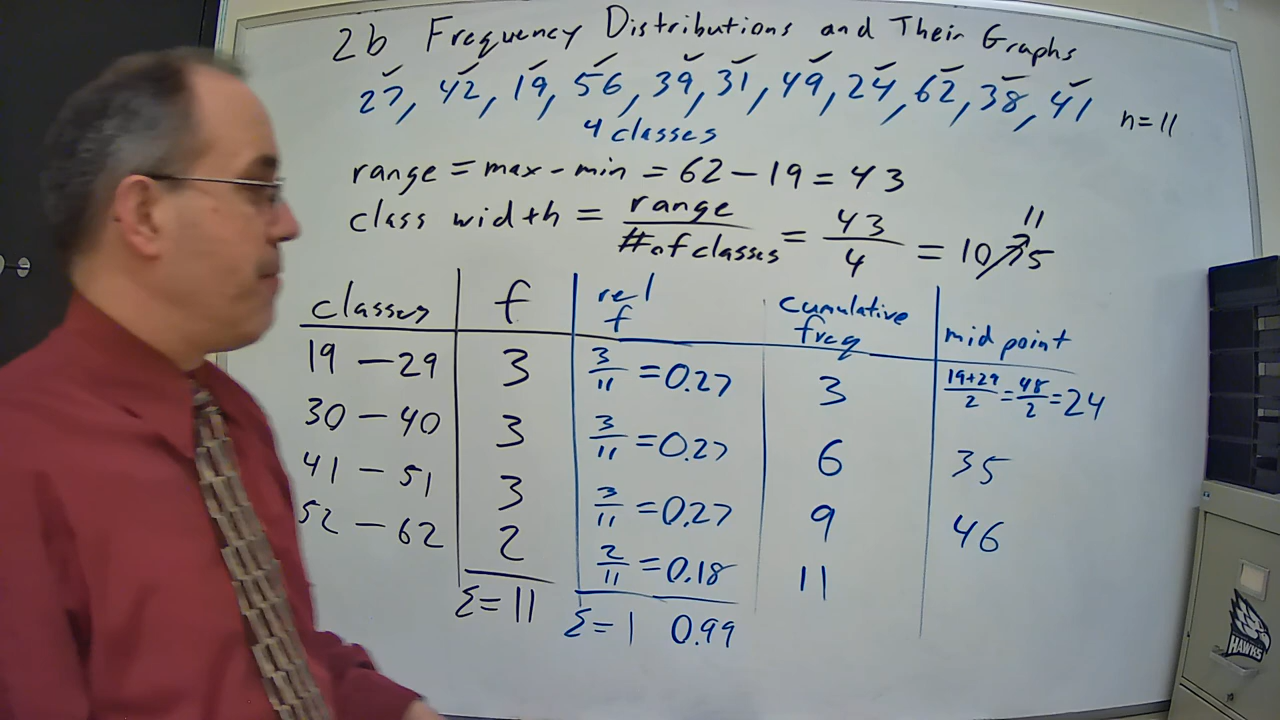 2b Frequency Distributions and Their Graphs
27, 42, 19, 56, 39, 31, 49, 24, 62, 38, 41 n=11
4 classes
range = max - min = 62 - 19 = 43
class width = range / # of classes = 43/4 = 10.75 11
classes f rel f cumulative freq midpoint
19 - 29 3 3/11 = 0.27 3 (19+29)/2 = 48/2 = 24
30 - 40 3 3/11 = 0.27 6 35
41 - 51 3 3/11 = 0.27 9 46
52 - 62 2 2/11 = 0.18 11
Σ = 11 Σ = 1 0.99
HAWKS